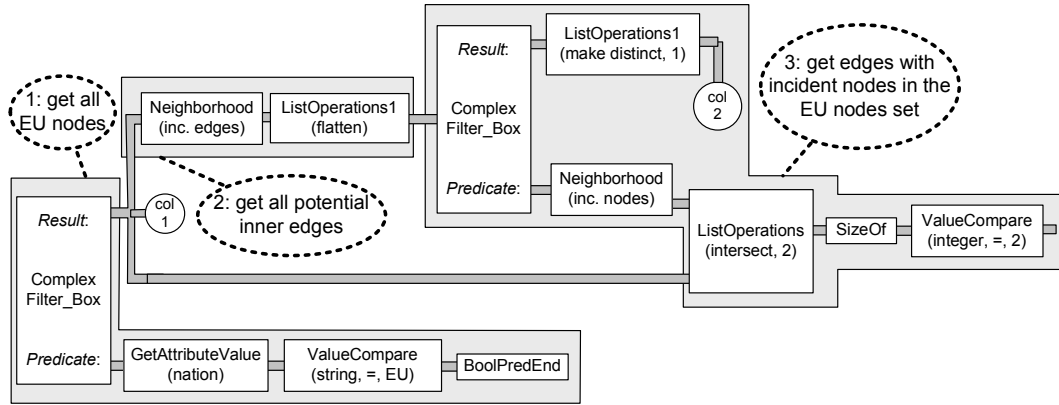 1: get all
EU nodes
Neighborhood
(inc. edges)
ListOperations1
(flatten)
2: get all potential
inner edges
Result:
Complex
Filter_Box
Predicate:
ListOperations1
(make distinct, 1)
col
2
3: get edges with
incident nodes in the
EU nodes set
Neighborhood
(inc. nodes)
ListOperations
(intersect, 2)
SizeOf
ValueCompare
(integer, =, 2)
Result:
Complex
Filter_Box
Predicate:
col
1
GetAttributeValue
(nation)
ValueCompare
(string, =, EU)
BoolPredEnd